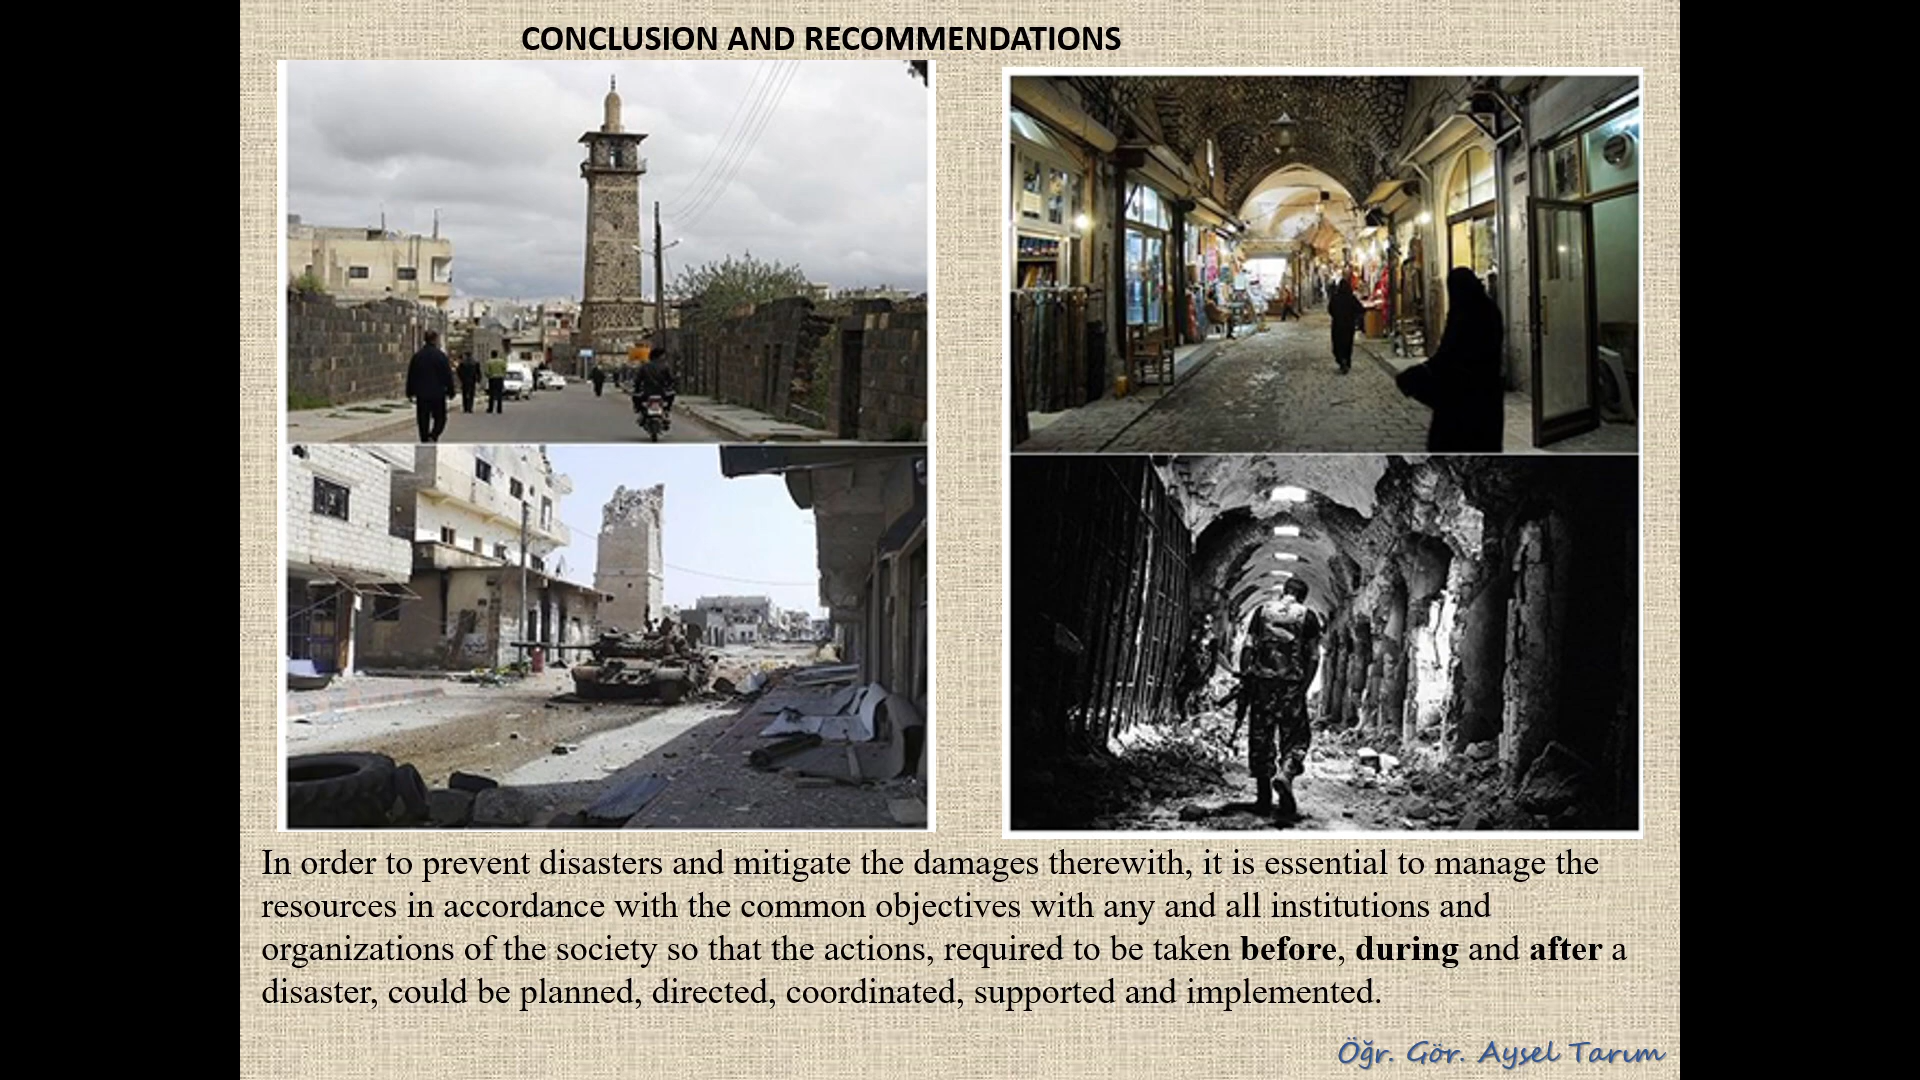 CONCLUSION AND RECOMMENDATIONS
In order to prevent disasters and mitigate the damages therewith, it is essential to manage the
resources in accordance with the common objectives with any and all institutions and
organizations of the society so that the actions, required to be taken before, during and after a
disaster, could be planned, directed, coordinated, supported and implemented.
Öğr. Gör. Aysel Tarım